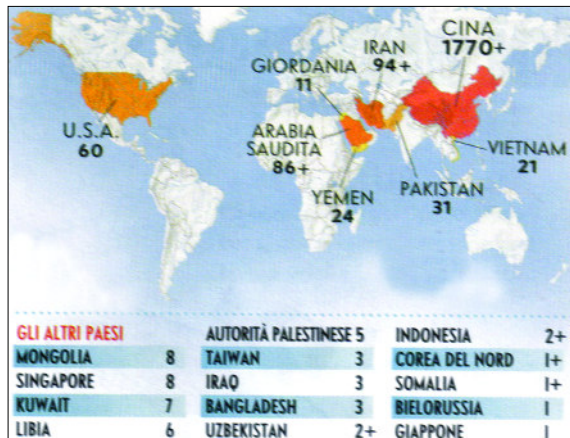 CINA
1770+
IRAN
94+
GIORDANIA
11
U.S.A.
60
ARABIA
SAUDITA
86+
YEMEN
24
PAKISTAN
31
VIETNAM
21
GLI ALTRI PAESI
MONGOLIA 8
SINGAPORE 8
KUWAIT 7
LIBIA 6
AUTORITÀ PALESTINESE 5
TAIWAN 3
IRAQ 3
BANGLADESH 3
UZBEKISTAN 2+
INDONESIA 2+
COREA DEL NORD 1+
SOMALIA 1+
BIELORUSSIA 1
GIAPPONE 1